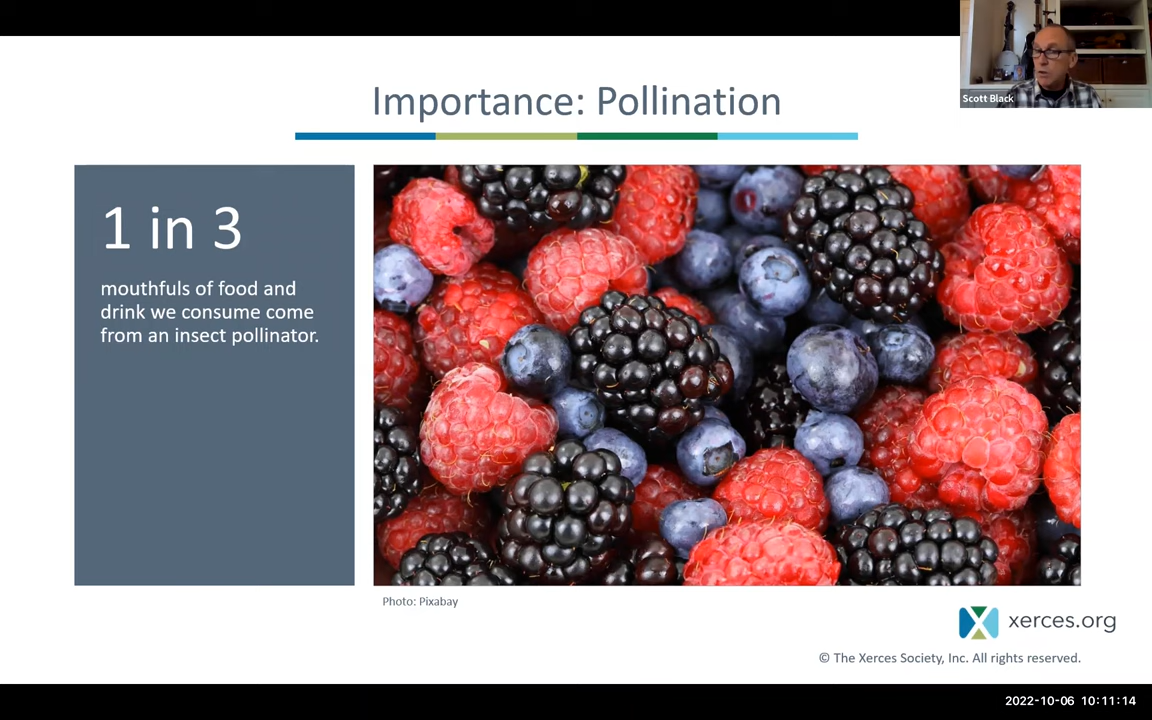 Scott Black
Importance: Pollination
1 in 3
mouthfuls of food and
drink we consume come
from an insect pollinator.
Photo: Pixabay
xerces.org
© The Xerces Society, Inc. All rights reserved.
2022-10-06 10:11:14